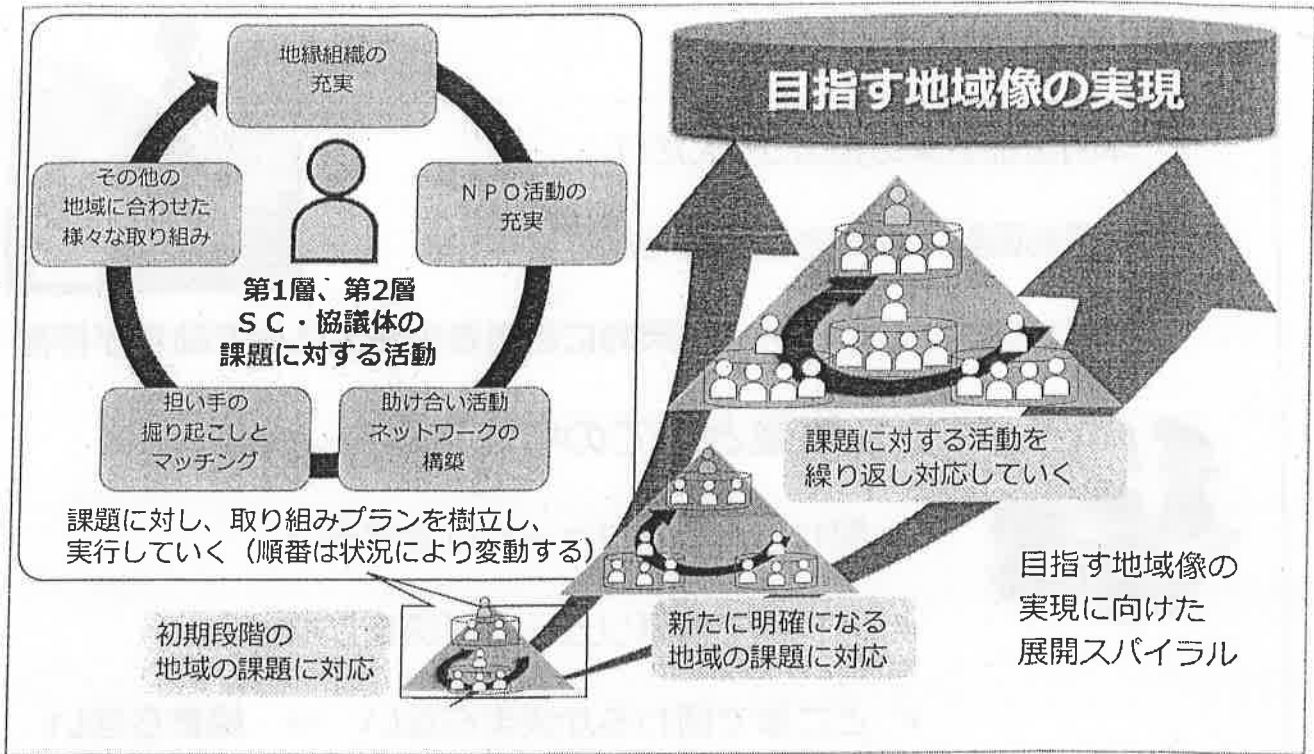 地縁組織の
充実
その他の
地域に合わせた
様々な取り組み
ＮＰＯ活動の
充実
第1層、第2層
ＳＣ・協議体の
課題に対する活動
担い手の
掘り起こしと
マッチング
助け合い活動
ネットワークの
構築
課題に対し、取り組みプランを樹立し、
実行していく（順番は状況により変動する）
目指す地域像の実現
課題に対する活動を
繰り返し対応していく
初期段階の
地域の課題に対応
新たに明確になる
地域の課題に対応
目指す地域像の
実現に向けた
展開スパイラル